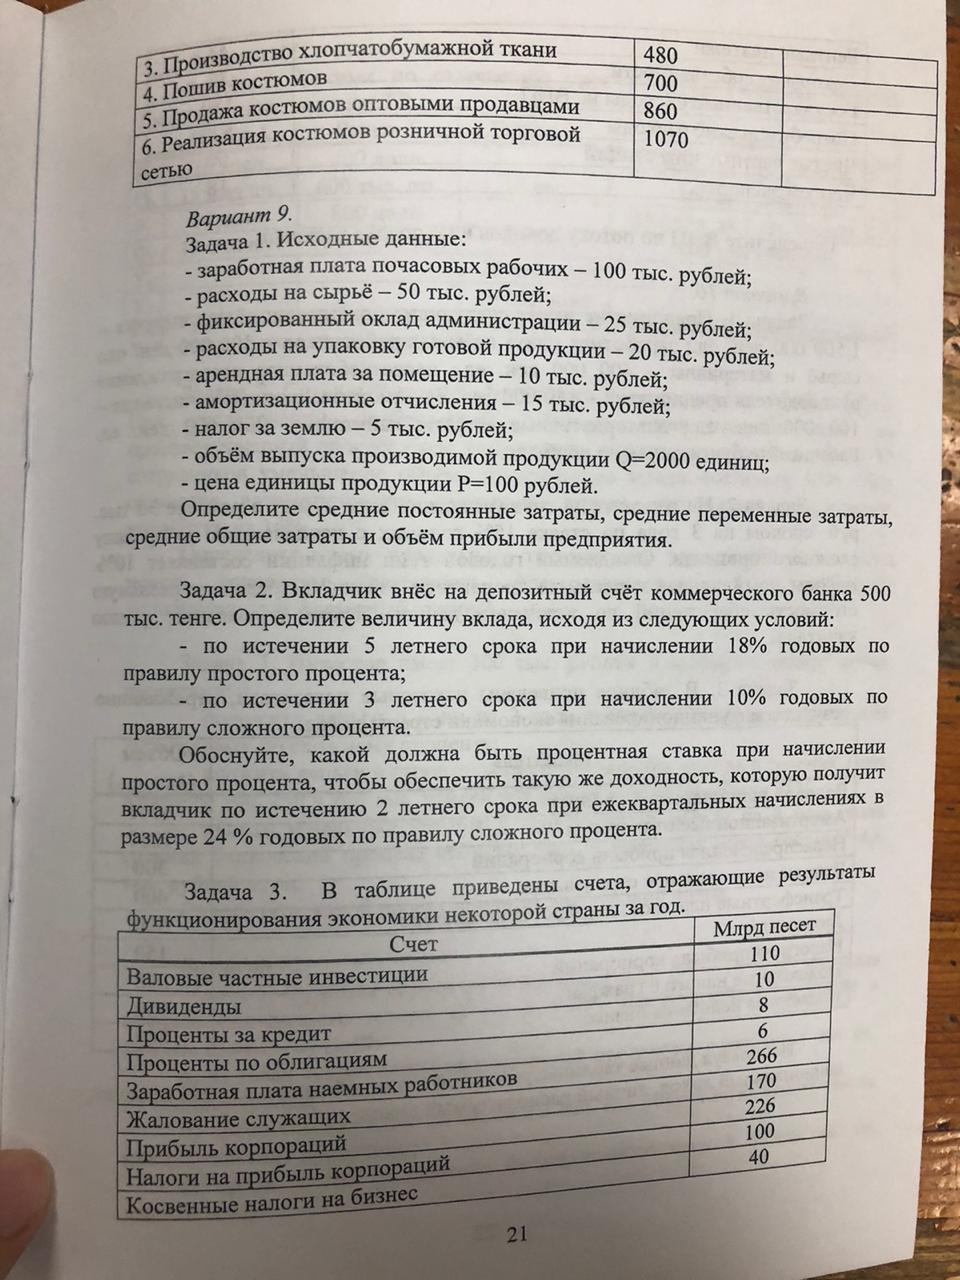 3. Производство хлопчатобумажной ткани 480
4. Пошив костюмов 700
5. Продажа костюмов оптовыми продавцами 860
6. Реализация костюмов розничной торговой 1070
сетью
Вариант 9.
Задача 1. Исходные данные:
- заработная плата почасовых рабочих – 100 тыс. рублей;
- расходы на сырьё – 50 тыс. рублей;
- фиксированный оклад администрации – 25 тыс. рублей;
- расходы на упаковку готовой продукции – 20 тыс. рублей;
- арендная плата за помещение – 10 тыс. рублей;
- амортизационные отчисления – 15 тыс. рублей;
- налог за землю – 5 тыс. рублей;
- объём выпуска производимой продукции Q=2000 единиц;
- цена единицы продукции P=100 рублей.
Определите средние постоянные затраты, средние переменные затраты,
средние общие затраты и объём прибыли предприятия.
Задача 2. Вкладчик внёс на депозитный счёт коммерческого банка 500
тыс. тенге. Определите величину вклада, исходя из следующих условий:
- по истечении 5 летнего срока при начислении 18% годовых по
правилу простого процента;
- по истечении 3 летнего срока при начислении 10% годовых по
правилу сложного процента.
Обоснуйте, какой должна быть процентная ставка при начислении
простого процента, чтобы обеспечить такую же доходность, которую получит
вкладчик по истечению 2 летнего срока при ежеквартальных начислениях в
размере 24 % годовых по правилу сложного процента.
Задача 3. В таблице приведены счета, отражающие результаты
функционирования экономики некоторой страны за год.
Счет Млрд песет
Валовые частные инвестиции 110
Дивиденды 10
Проценты за кредит 8
Проценты по облигациям 6
Заработная плата наемных работников 266
Жалование служащих 170
Прибыль корпораций 226
Налоги на прибыль корпораций 100
Косвенные налоги на бизнес 40
21